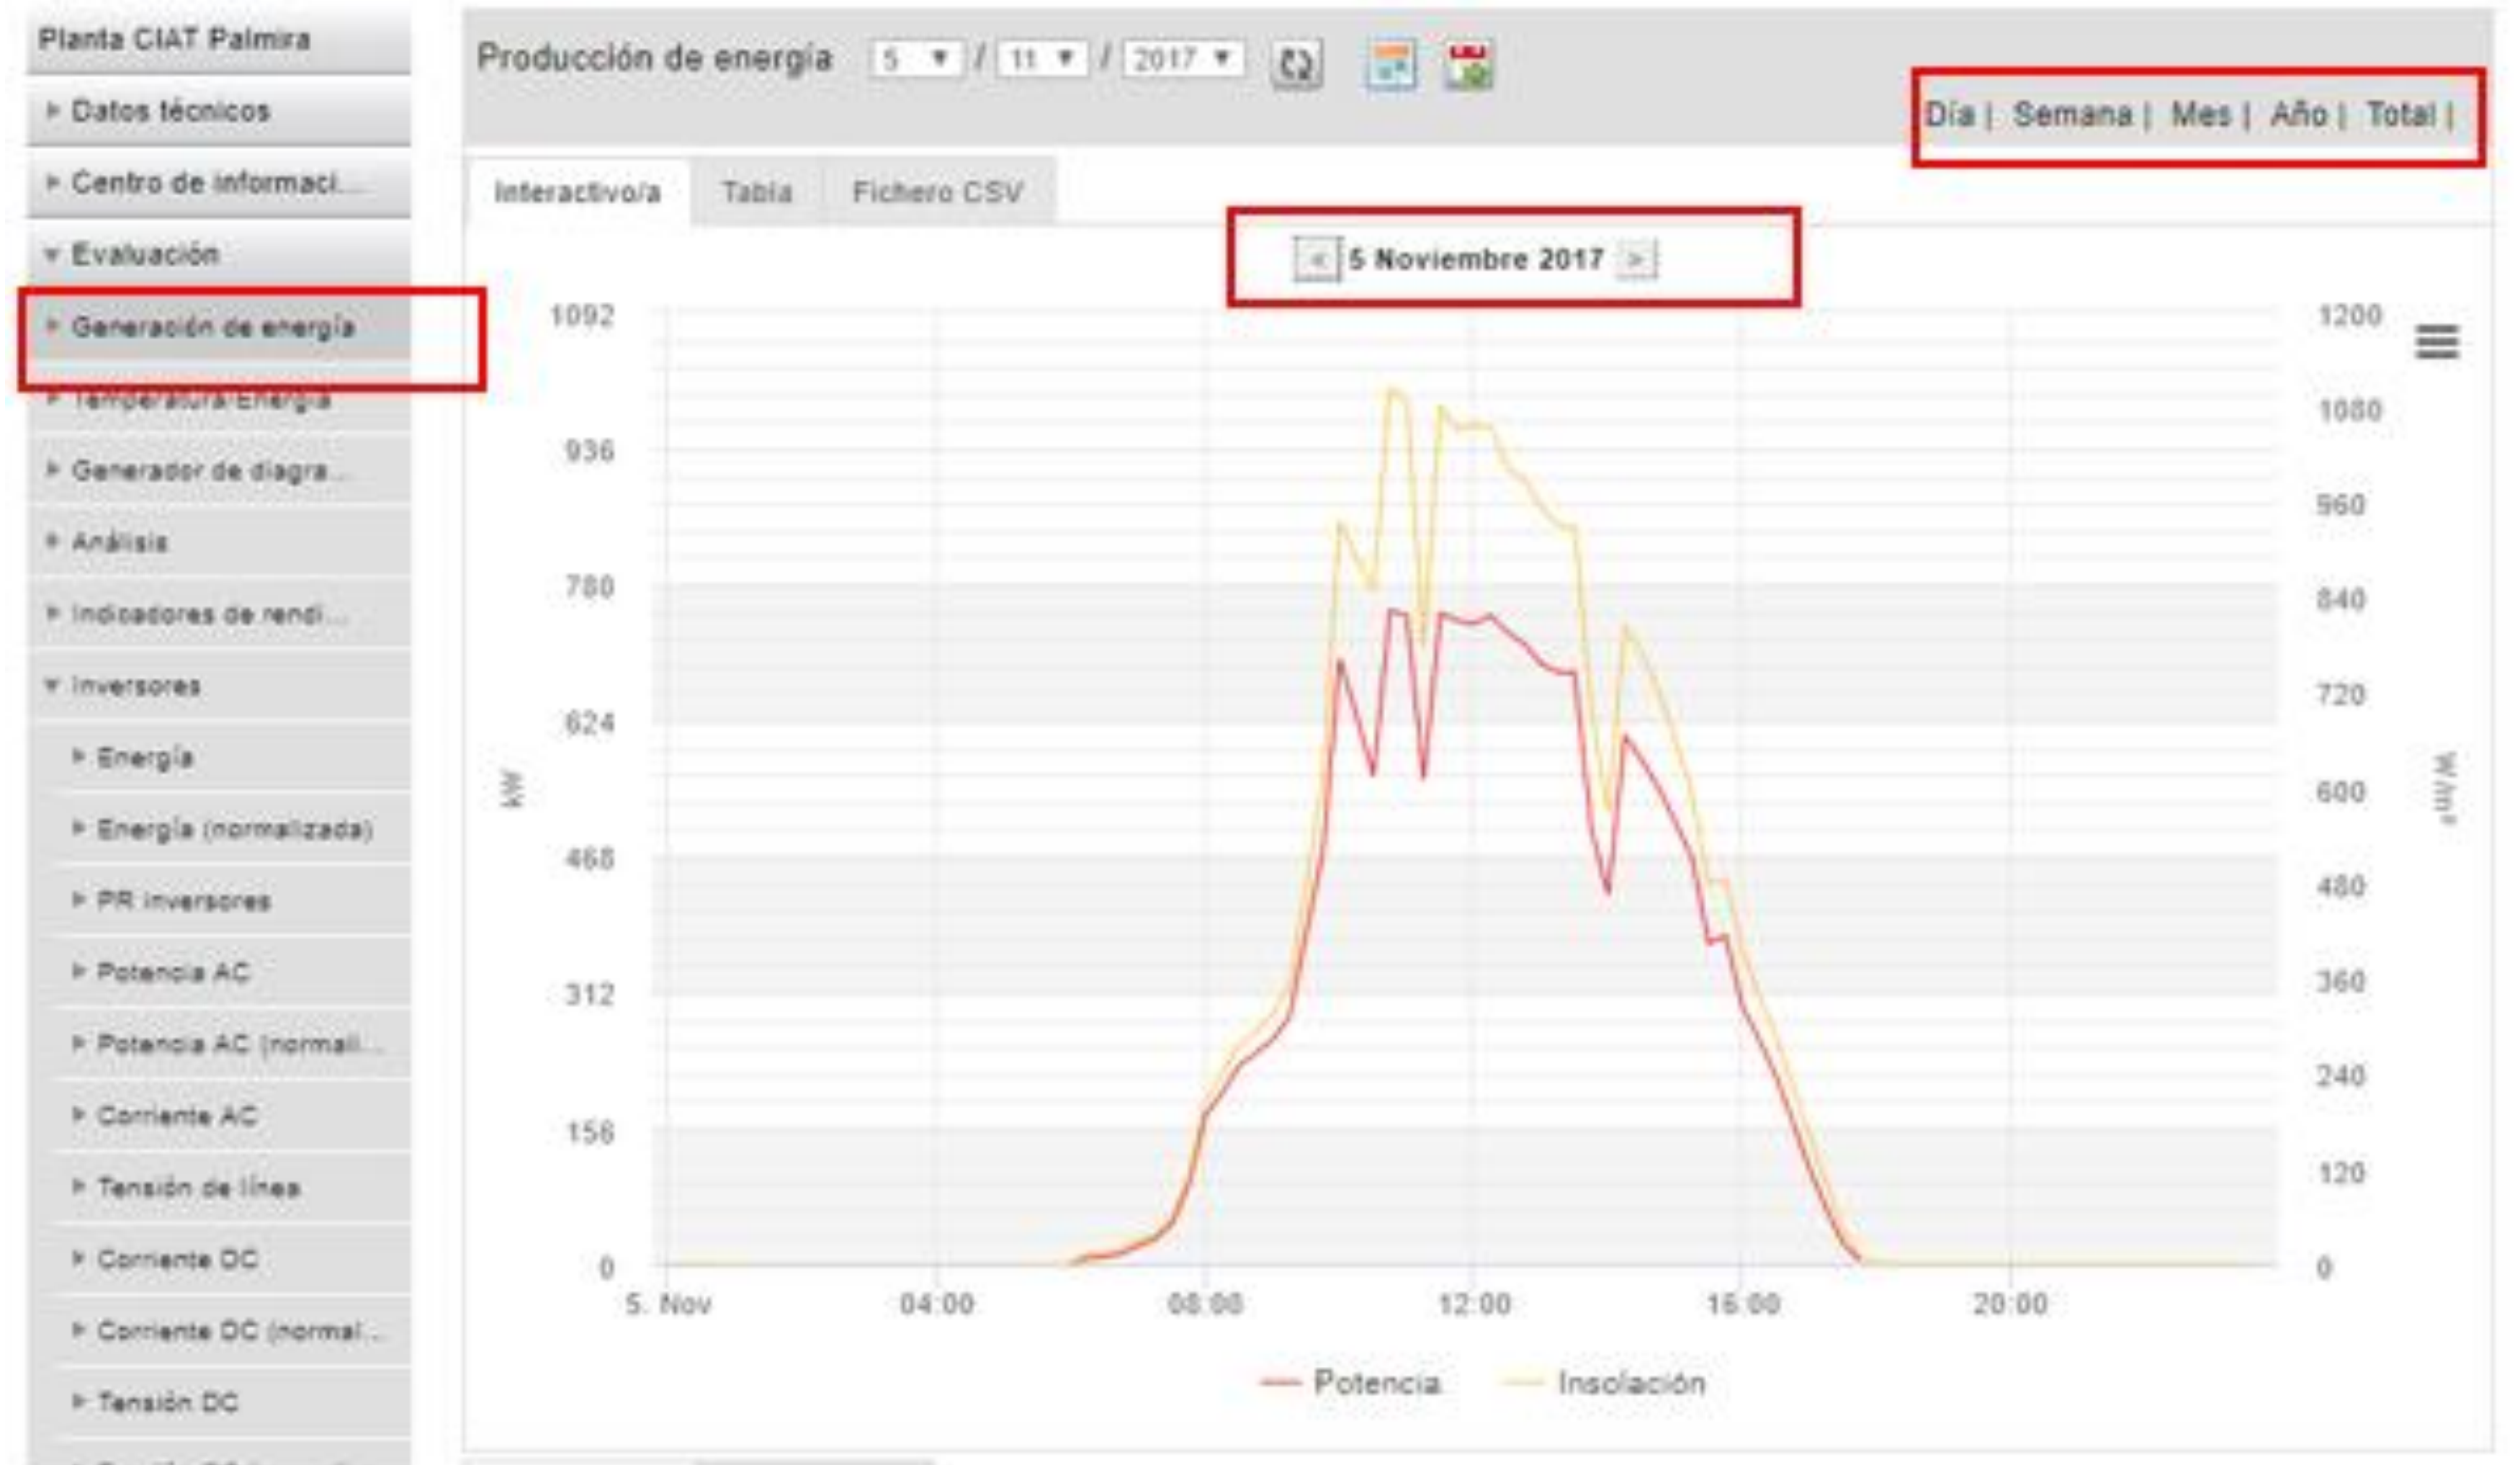 Planta CIAT Palmira
Datos técnicos
Centro de informaci...
Evaluación
Generación de energía
Temperatura/Energía
Generador de diagra...
Análisis
Indicadores de rendi...
Inversores
Energía
Energía (normalizada)
PR inversores
Potencia AC
Potencia AC (normali...
Corriente AC
Tensión de línea
Corriente DC
Corriente DC (normal...
Tensión DC
Producción de energía 5 / 11 / 2017
Día | Semana | Mes | Año | Total |
Interactivo/a Tabla Fichero CSV
< 5 Noviembre 2017 >
1092
936
780
624
468
312
156
0
kW
1200
1080
960
840
720
600
480
360
240
120
0
W/m²
5. Nov 04:00 08:00 12:00 16:00 20:00
Potencia Insolación